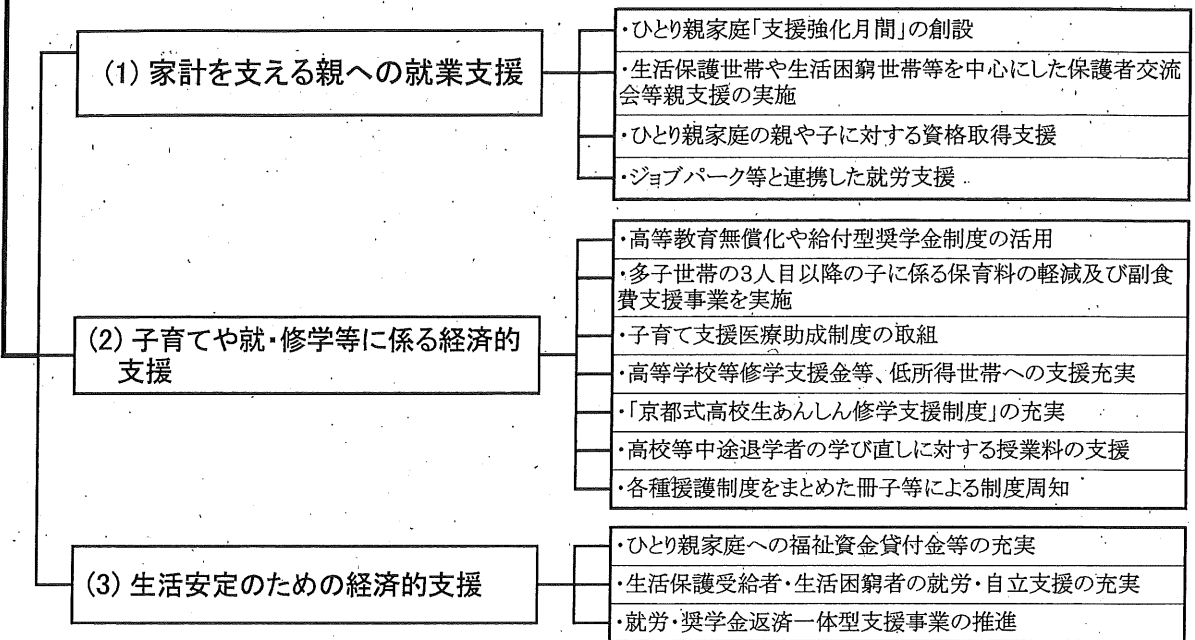 (1) 家計を支える親への就業支援
・ひとり親家庭「支援強化月間」の創設
・生活保護世帯や生活困窮世帯等を中心にした保護者交流
会等親支援の実施
・ひとり親家庭の親や子に対する資格取得支援
・ジョブパーク等と連携した就労支援
(2) 子育てや就・修学等に係る経済的
支援
・高等教育無償化や給付型奨学金制度の活用
・多子世帯の3人目以降の子に係る保育料の軽減及び副食
費支援事業を実施
・子育て支援医療助成制度の取組
・高等学校等修学支援金等、低所得世帯への支援充実
・「京都式高校生あんしん修学支援制度」の充実
・高校等中途退学者の学び直しに対する授業料の支援
・各種援護制度をまとめた冊子等による制度周知
(3) 生活安定のための経済的支援
・ひとり親家庭への福祉資金貸付金等の充実
・生活保護受給者・生活困窮者の就労・自立支援の充実
・就労・奨学金返済一体型支援事業の推進